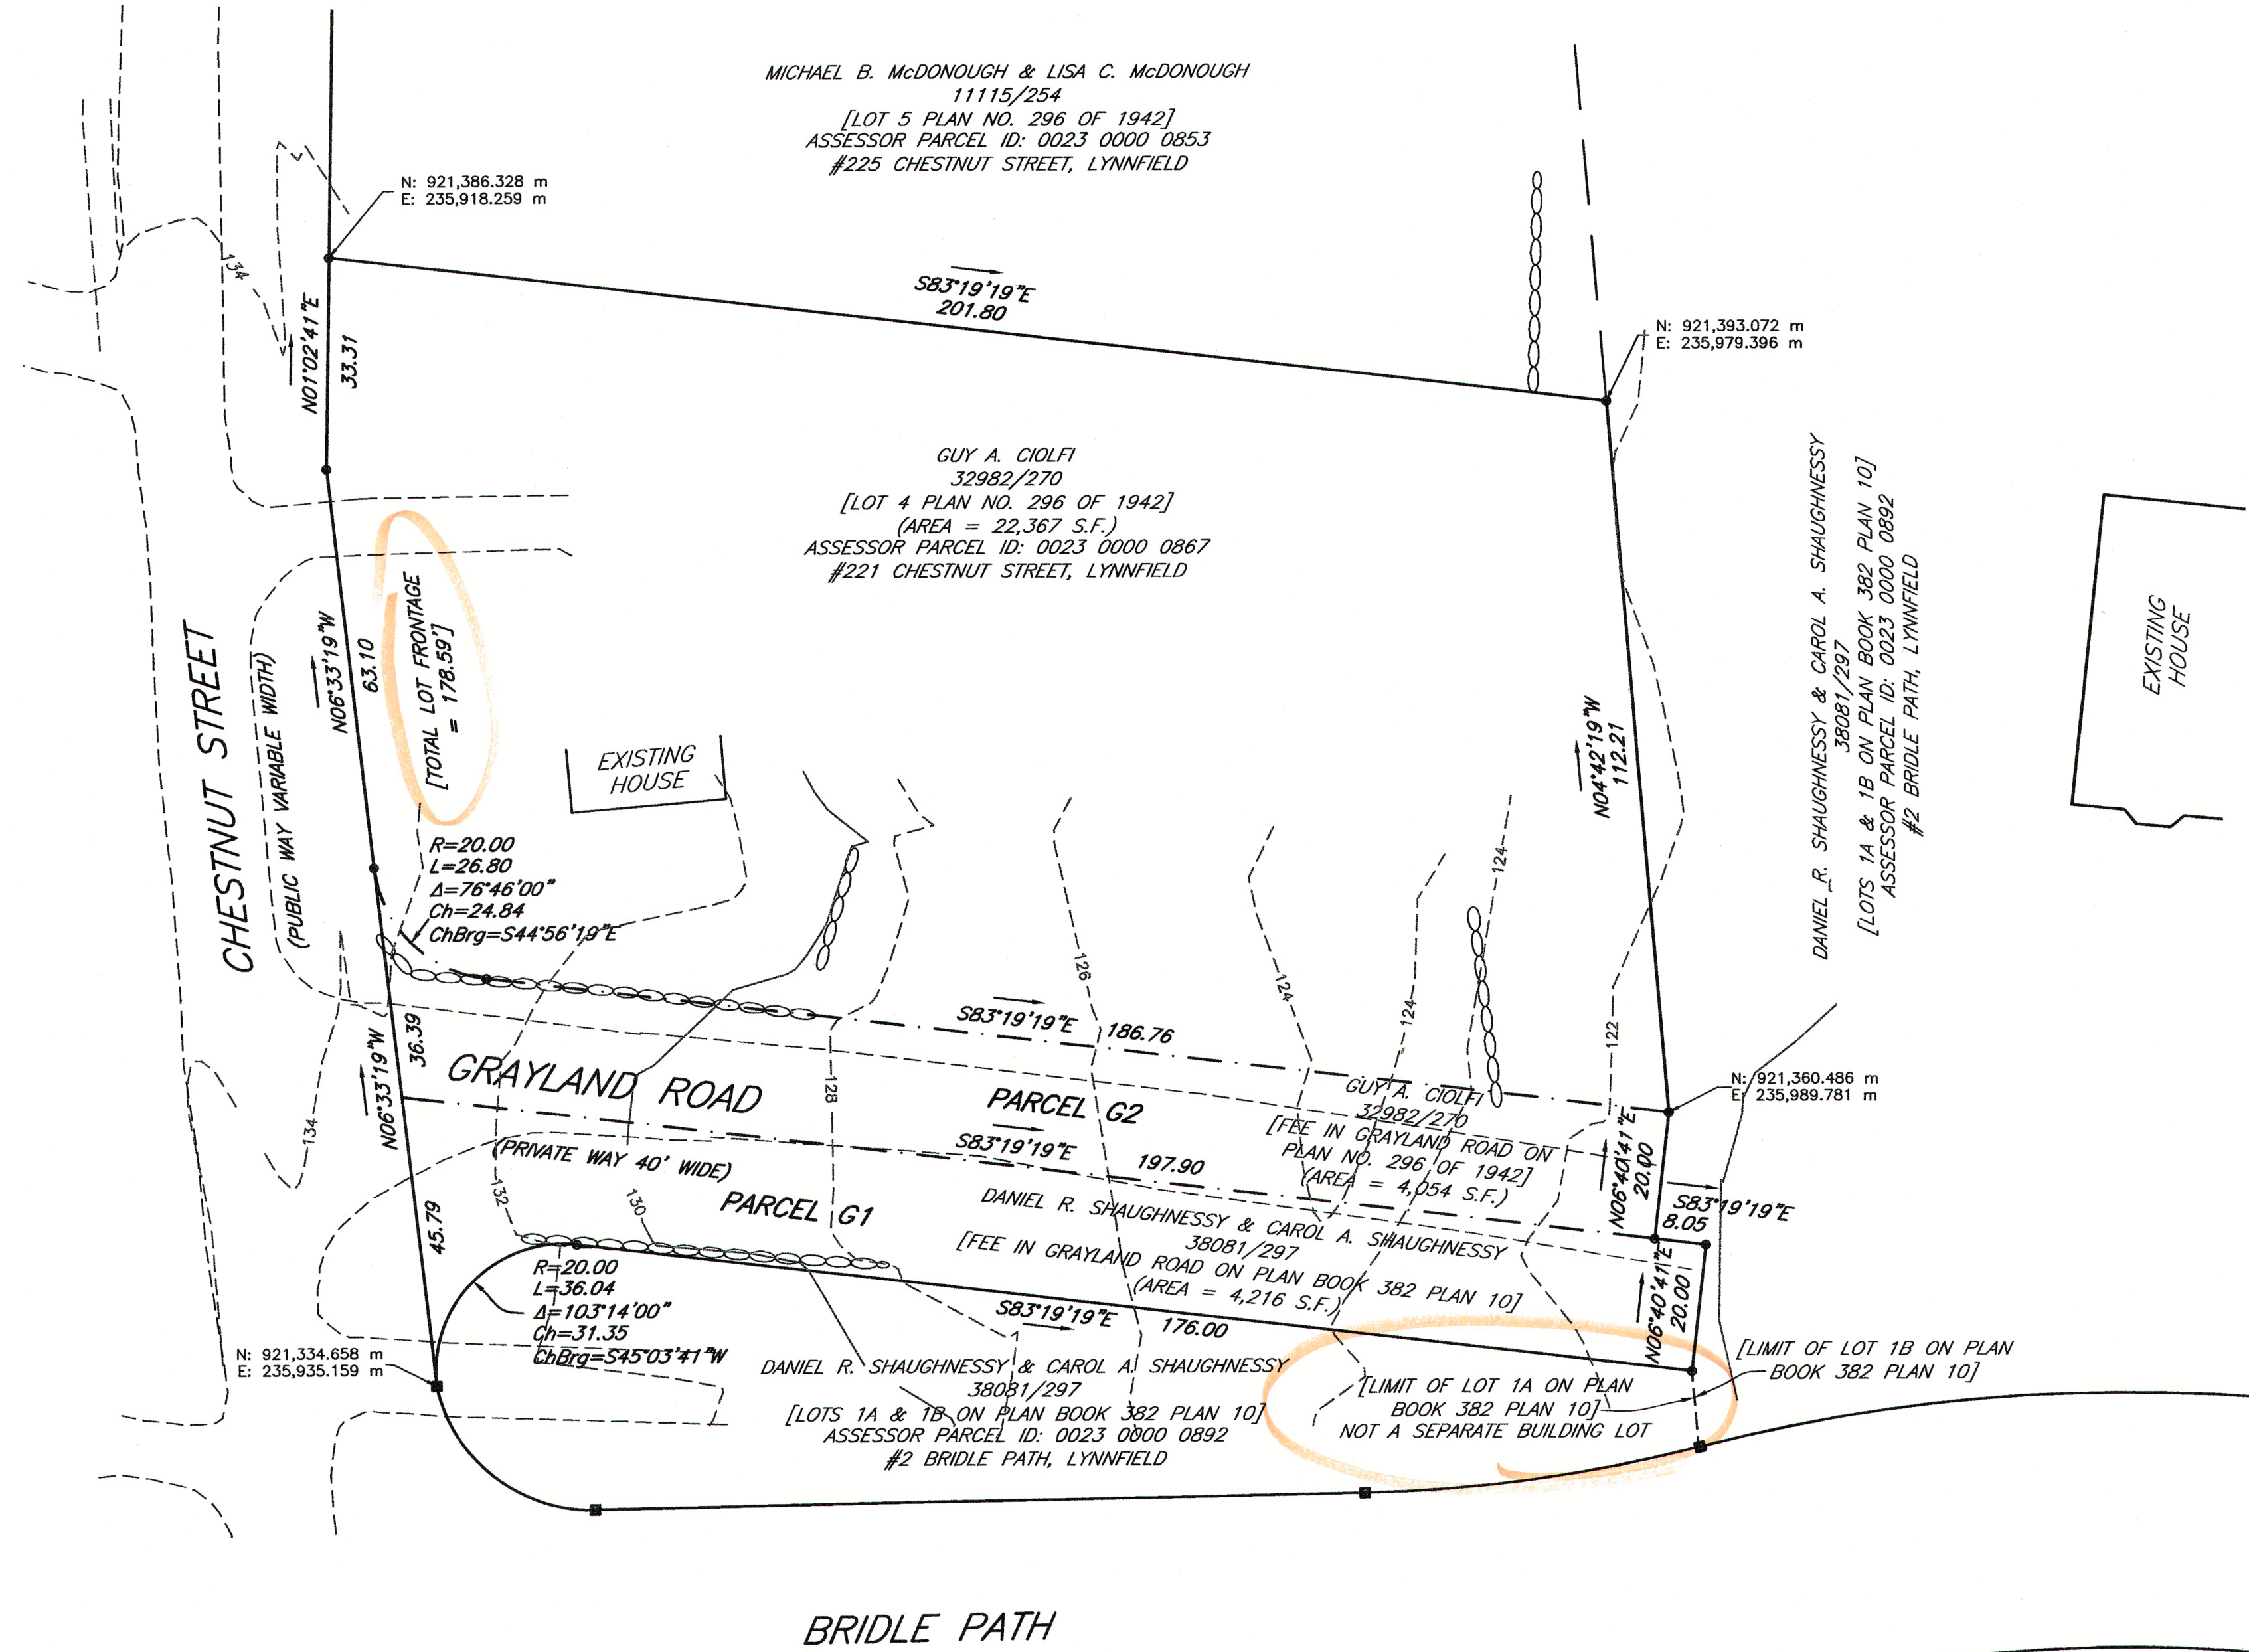 MICHAEL B. McDONOUGH & LISA C. McDONOUGH
11115/254
[LOT 5 PLAN NO. 296 OF 1942]
ASSESSOR PARCEL ID: 0023 0000 0853
#225 CHESTNUT STREET, LYNNFIELD
N: 921,386.328 m
E: 235,918.259 m
134
S83°19'19"E
201.80
N: 921,393.072 m
E: 235,979.396 m
N01°02'41"E
33.31
GUY A. CIOLFI
32982/270
[LOT 4 PLAN NO. 296 OF 1942]
(AREA = 22,367 S.F.)
ASSESSOR PARCEL ID: 0023 0000 0867
#221 CHESTNUT STREET, LYNNFIELD
DANIEL R. SHAUGHNESSY & CAROL A. SHAUGHNESSY
38081/297
[LOTS 1A & 1B ON PLAN BOOK 382 PLAN 10]
ASSESSOR PARCEL ID: 0023 0000 0892
#2 BRIDLE PATH, LYNNFIELD
EXISTING
HOUSE
CHESTNUT STREET
(PUBLIC WAY VARIABLE WIDTH)
N06°33'19"W
63.10
[TOTAL LOT FRONTAGE
= 178.59']
EXISTING
HOUSE
N04°42'19"W
112.21
R=20.00
L=26.80
Δ=76°46'00"
Ch=24.84
ChBrg=S44°56'19"E
126
124
124
124
122
S83°19'19"E
186.76
N06°33'19"W
36.39
GRAYLAND ROAD
(PRIVATE WAY 40' WIDE)
128
PARCEL G2
S83°19'19"E
197.90
GUY A. CIOLFI
32982/270
[FEE IN GRAYLAND ROAD ON
PLAN NO. 296 OF 1942]
(AREA = 4,054 S.F.)
N: 921,360.486 m
E: 235,989.781 m
N06°40'41"E
20.00
S83°19'19"E
8.05
134
132
130
PARCEL G1
DANIEL R. SHAUGHNESSY & CAROL A. SHAUGHNESSY
38081/297
[FEE IN GRAYLAND ROAD ON PLAN BOOK 382 PLAN 10]
(AREA = 4,216 S.F.)
45.79
R=20.00
L=36.04
Δ=103°14'00"
Ch=31.35
ChBrg=S45°03'41"W
S83°19'19"E
176.00
N06°40'41"E
20.00
N: 921,334.658 m
E: 235,935.159 m
DANIEL R. SHAUGHNESSY & CAROL A. SHAUGHNESSY
38081/297
[LOTS 1A & 1B ON PLAN BOOK 382 PLAN 10]
ASSESSOR PARCEL ID: 0023 0000 0892
#2 BRIDLE PATH, LYNNFIELD
[LIMIT OF LOT 1A ON PLAN
BOOK 382 PLAN 10]
NOT A SEPARATE BUILDING LOT
[LIMIT OF LOT 1B ON PLAN
BOOK 382 PLAN 10]
BRIDLE PATH